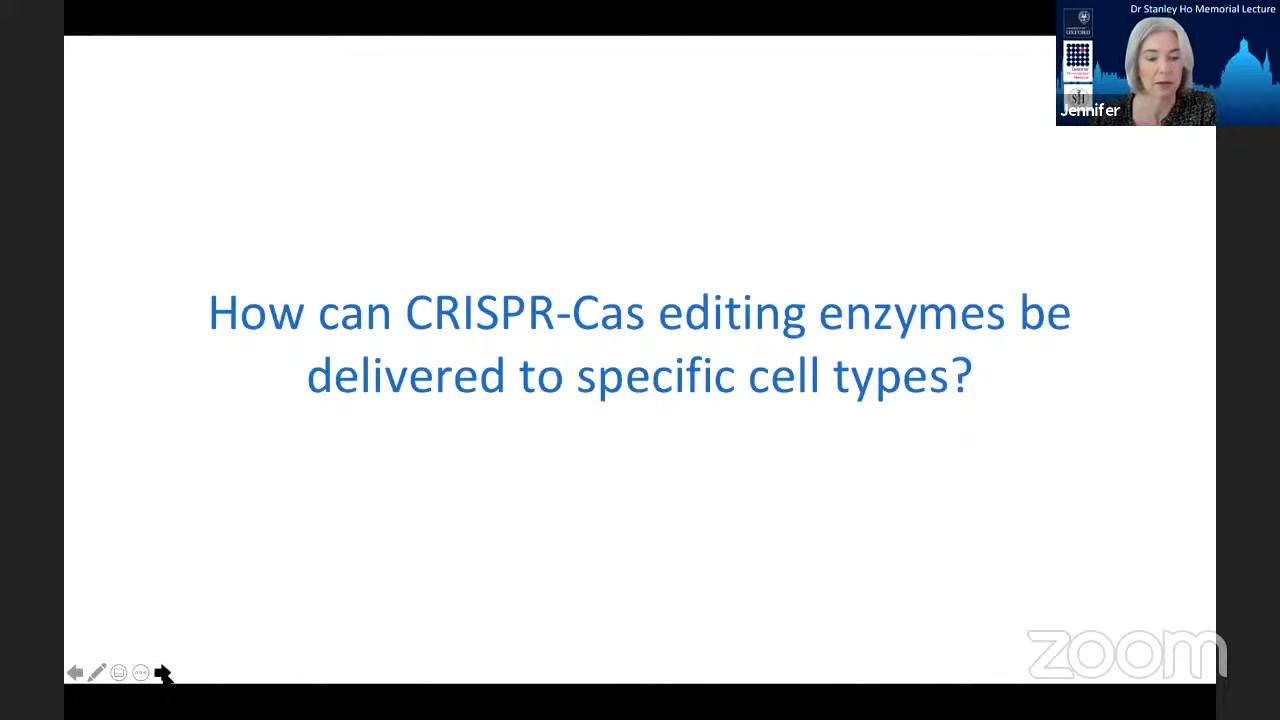 Dr Stanley Ho Memorial Lecture
OXFORD
Jennifer
How can CRISPR-Cas editing enzymes be
delivered to specific cell types?
zoom